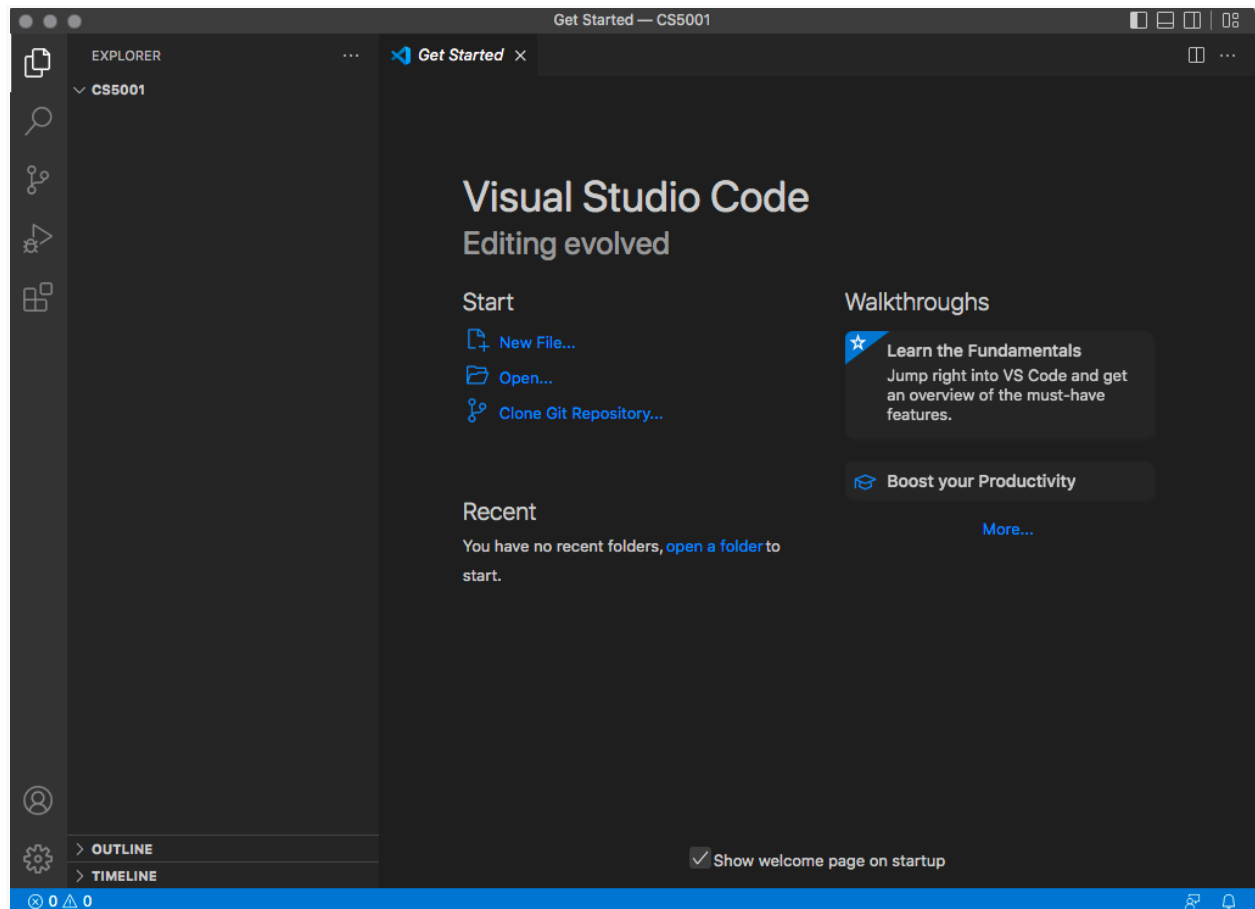 Get Started — CS5001
EXPLORER
Get Started
CS5001
Visual Studio Code
Editing evolved
Start
New File...
Open...
Clone Git Repository...
Recent
You have no recent folders, open a folder to
start.
Walkthroughs
Learn the Fundamentals
Jump right into VS Code and get
an overview of the must-have
features.
Boost your Productivity
More...
Show welcome page on startup
OUTLINE
TIMELINE
0 0